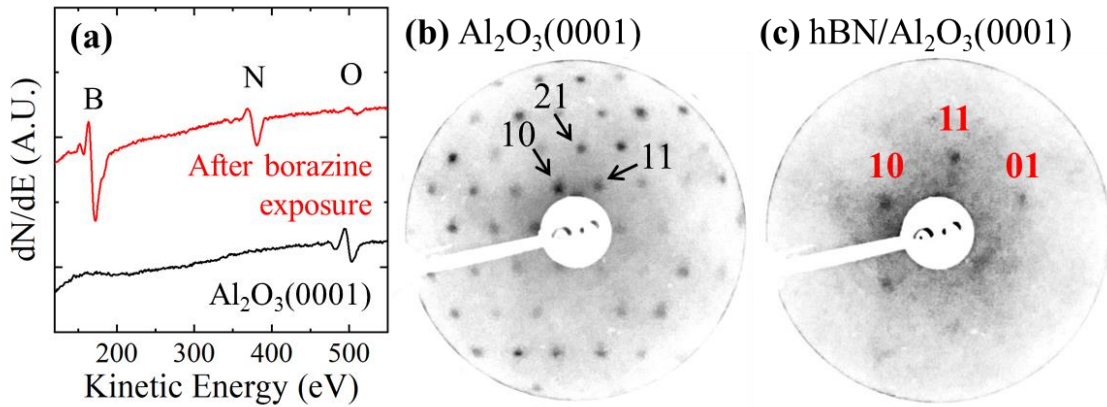 (a)
B
N
O
After borazine
exposure
Al₂O₃(0001)
dN/dE (A.U.)
200 300 400 500
Kinetic Energy (eV)
(b) Al₂O₃(0001)
21
10
11
(c) hBN/Al₂O₃(0001)
11
10
01